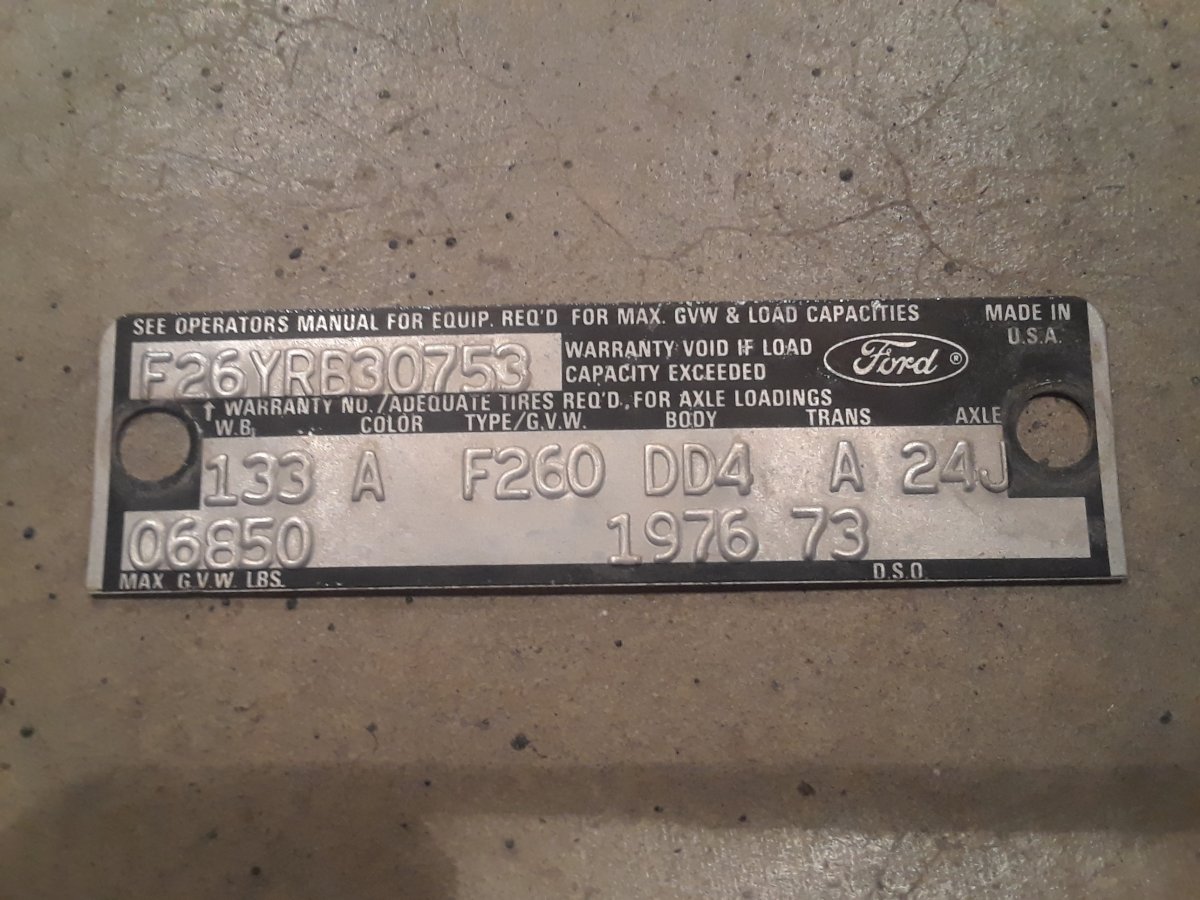 SEE OPERATORS MANUAL FOR EQUIP. REQ'D FOR MAX. GVW & LOAD CAPACITIES
MADE IN
U.S.A.
F26YRB30753
WARRANTY VOID IF LOAD
CAPACITY EXCEEDED
Ford ®
↑ WARRANTY NO./ADEQUATE TIRES REQ'D. FOR AXLE LOADINGS
W.B. COLOR TYPE/G.V.W. BODY TRANS AXLE
133 A F260 DD4 A 24J
06850 1976 73
MAX. G.V.W. LBS. D.S.O.